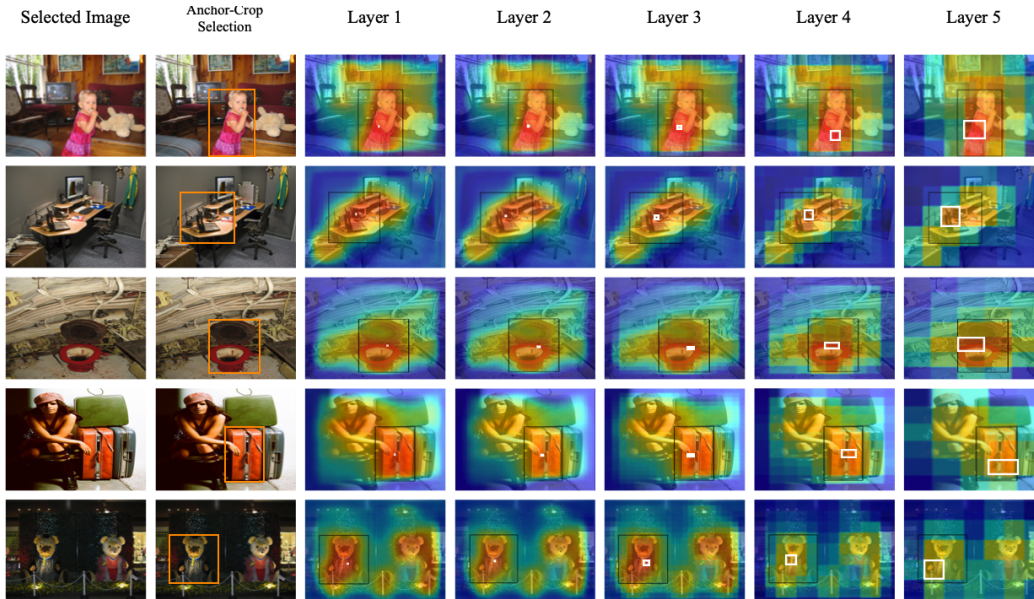 Selected Image
Anchor-Crop
Selection
Layer 1
Layer 2
Layer 3
Layer 4
Layer 5